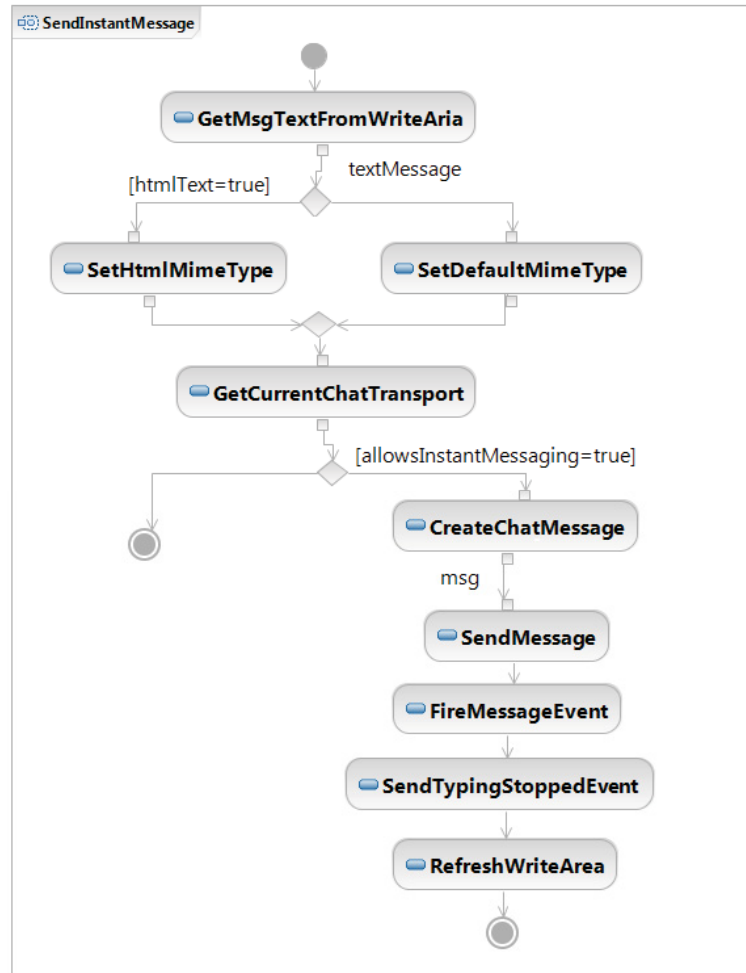 SendInstantMessage
GetMsgTextFromWriteAria
textMessage
[htmlText=true]
SetHtmlMimeType
SetDefaultMimeType
GetCurrentChatTransport
[allowsInstantMessaging=true]
CreateChatMessage
msg
SendMessage
FireMessageEvent
SendTypingStoppedEvent
RefreshWriteArea